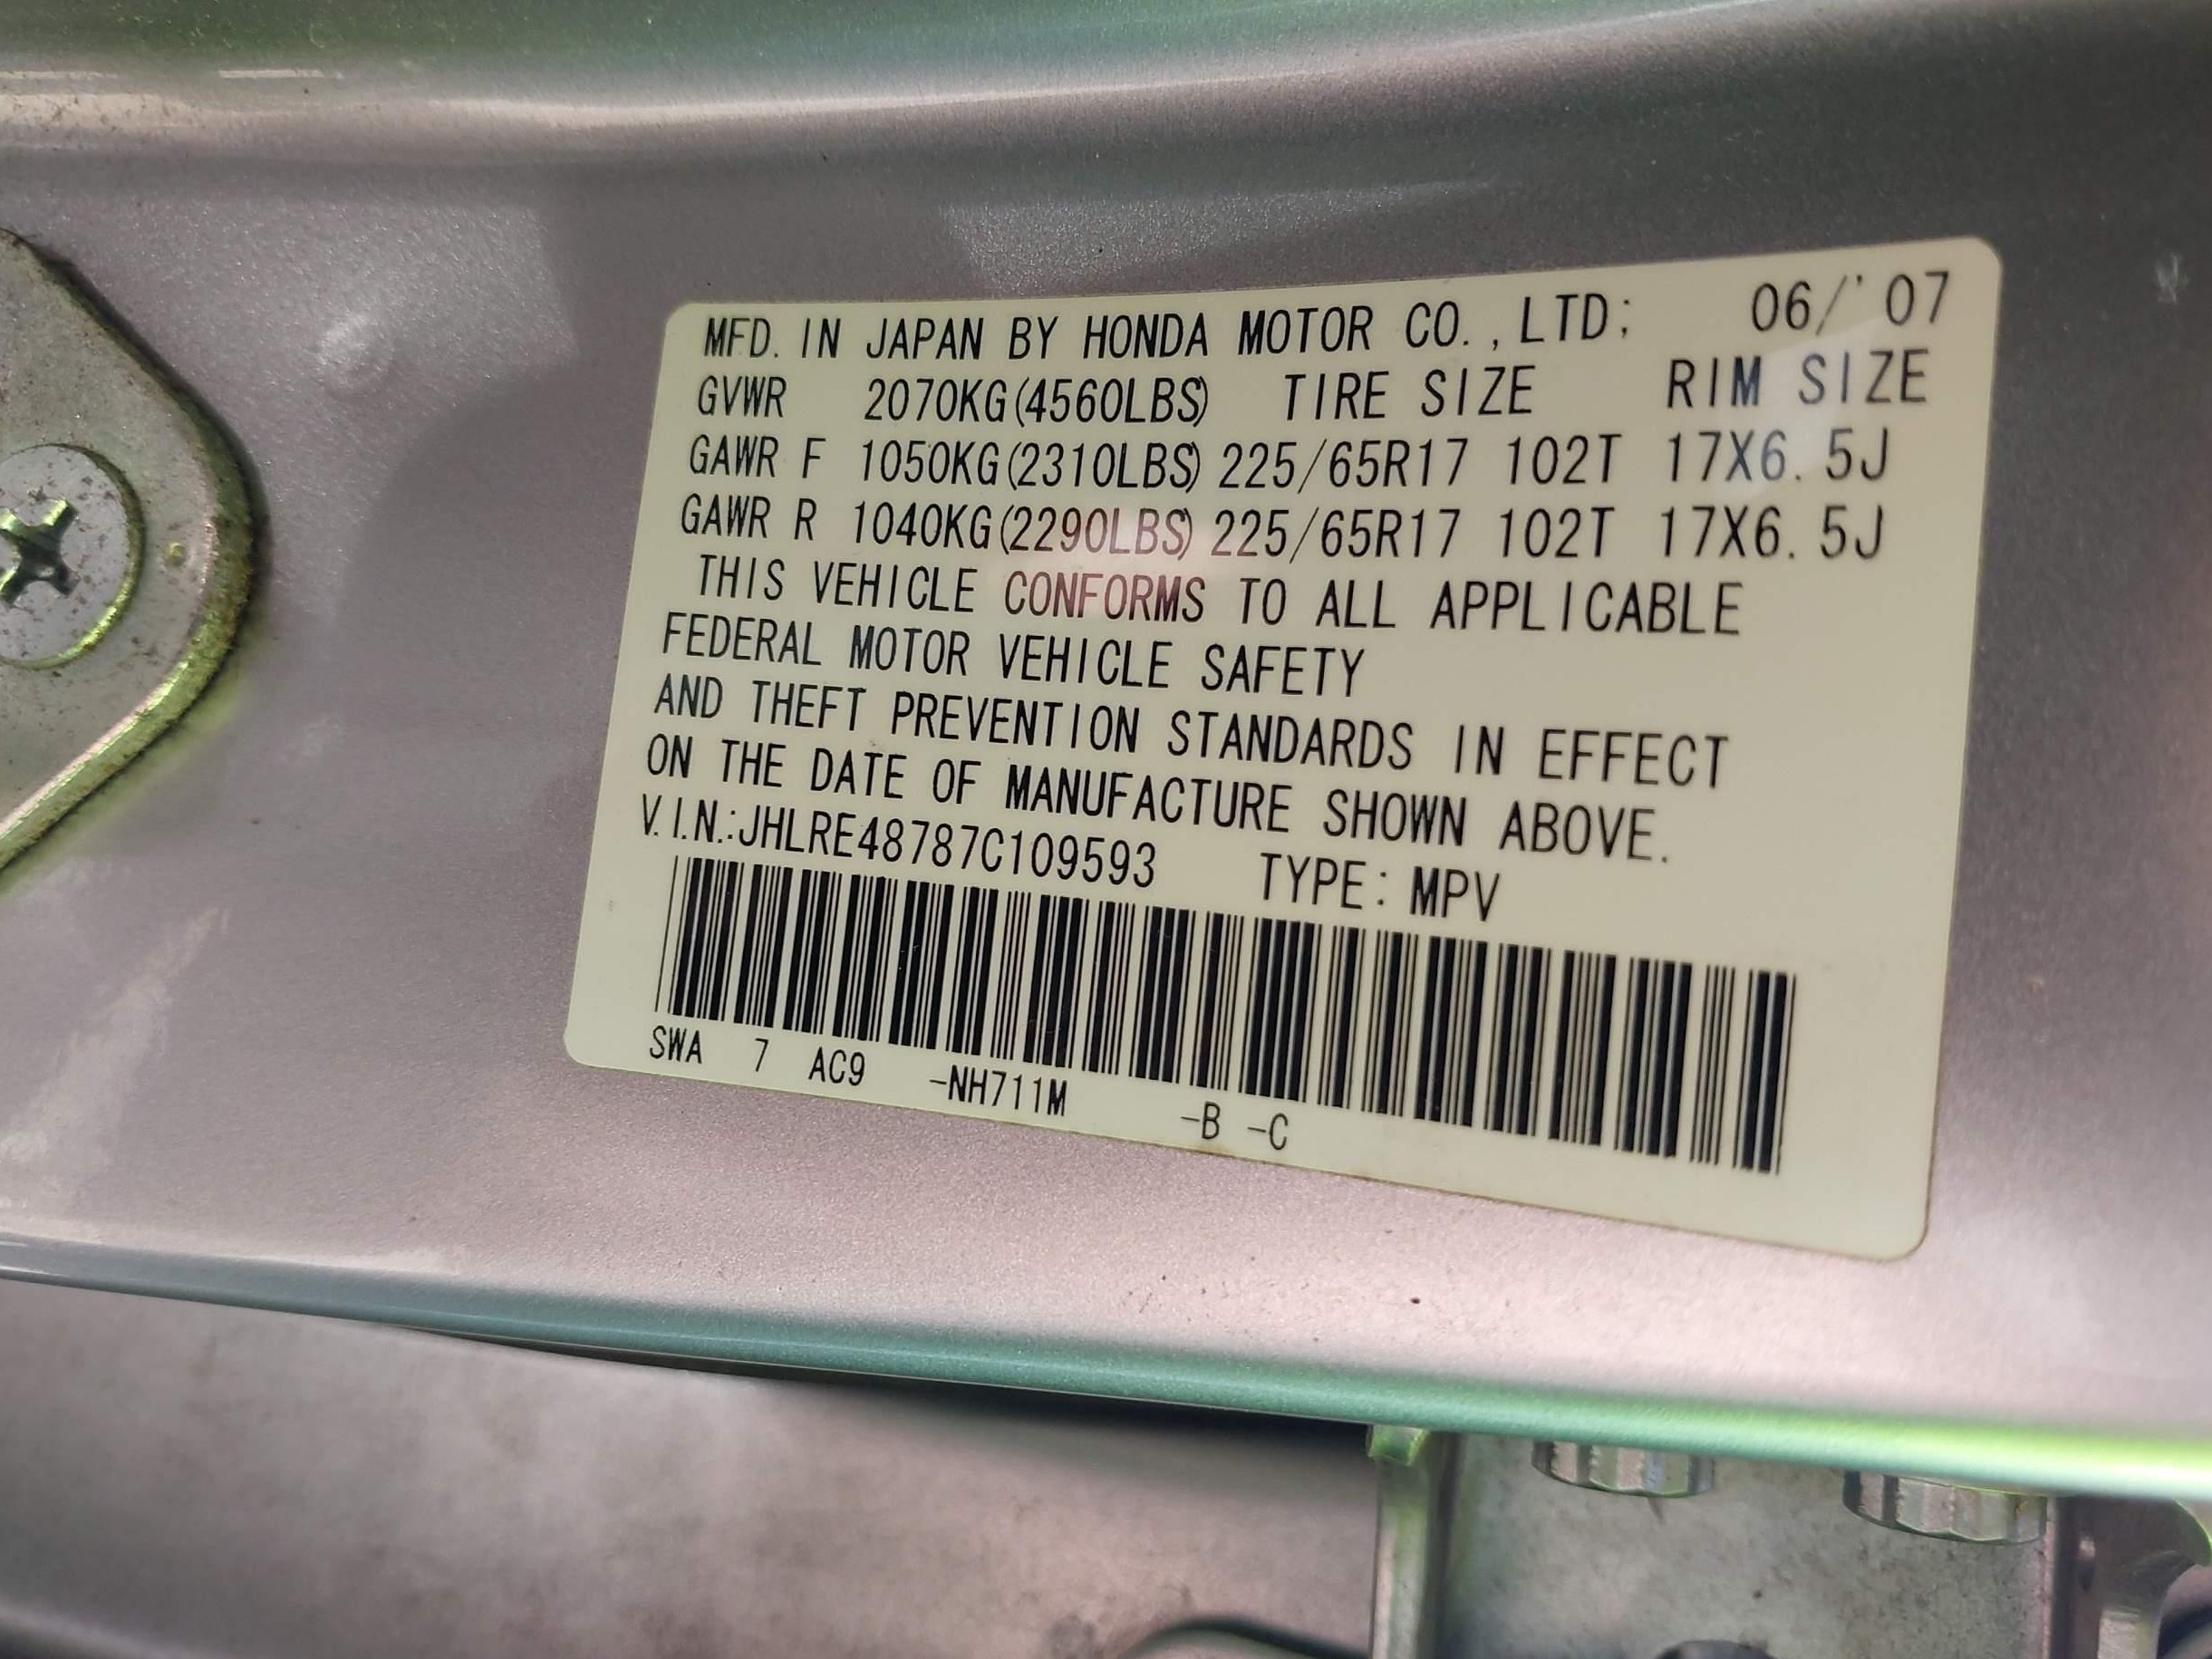 MFD. IN JAPAN BY HONDA MOTOR CO.,LTD; 06/'07
GVWR 2070KG(4560LBS) TIRE SIZE RIM SIZE
GAWR F 1050KG(2310LBS) 225/65R17 102T 17X6.5J
GAWR R 1040KG(2290LBS) 225/65R17 102T 17X6.5J
THIS VEHICLE CONFORMS TO ALL APPLICABLE
FEDERAL MOTOR VEHICLE SAFETY
AND THEFT PREVENTION STANDARDS IN EFFECT
ON THE DATE OF MANUFACTURE SHOWN ABOVE.
V.I.N.:JHLRE48787C109593 TYPE: MPV
SWA 7 AC9 -NH711M -B -C